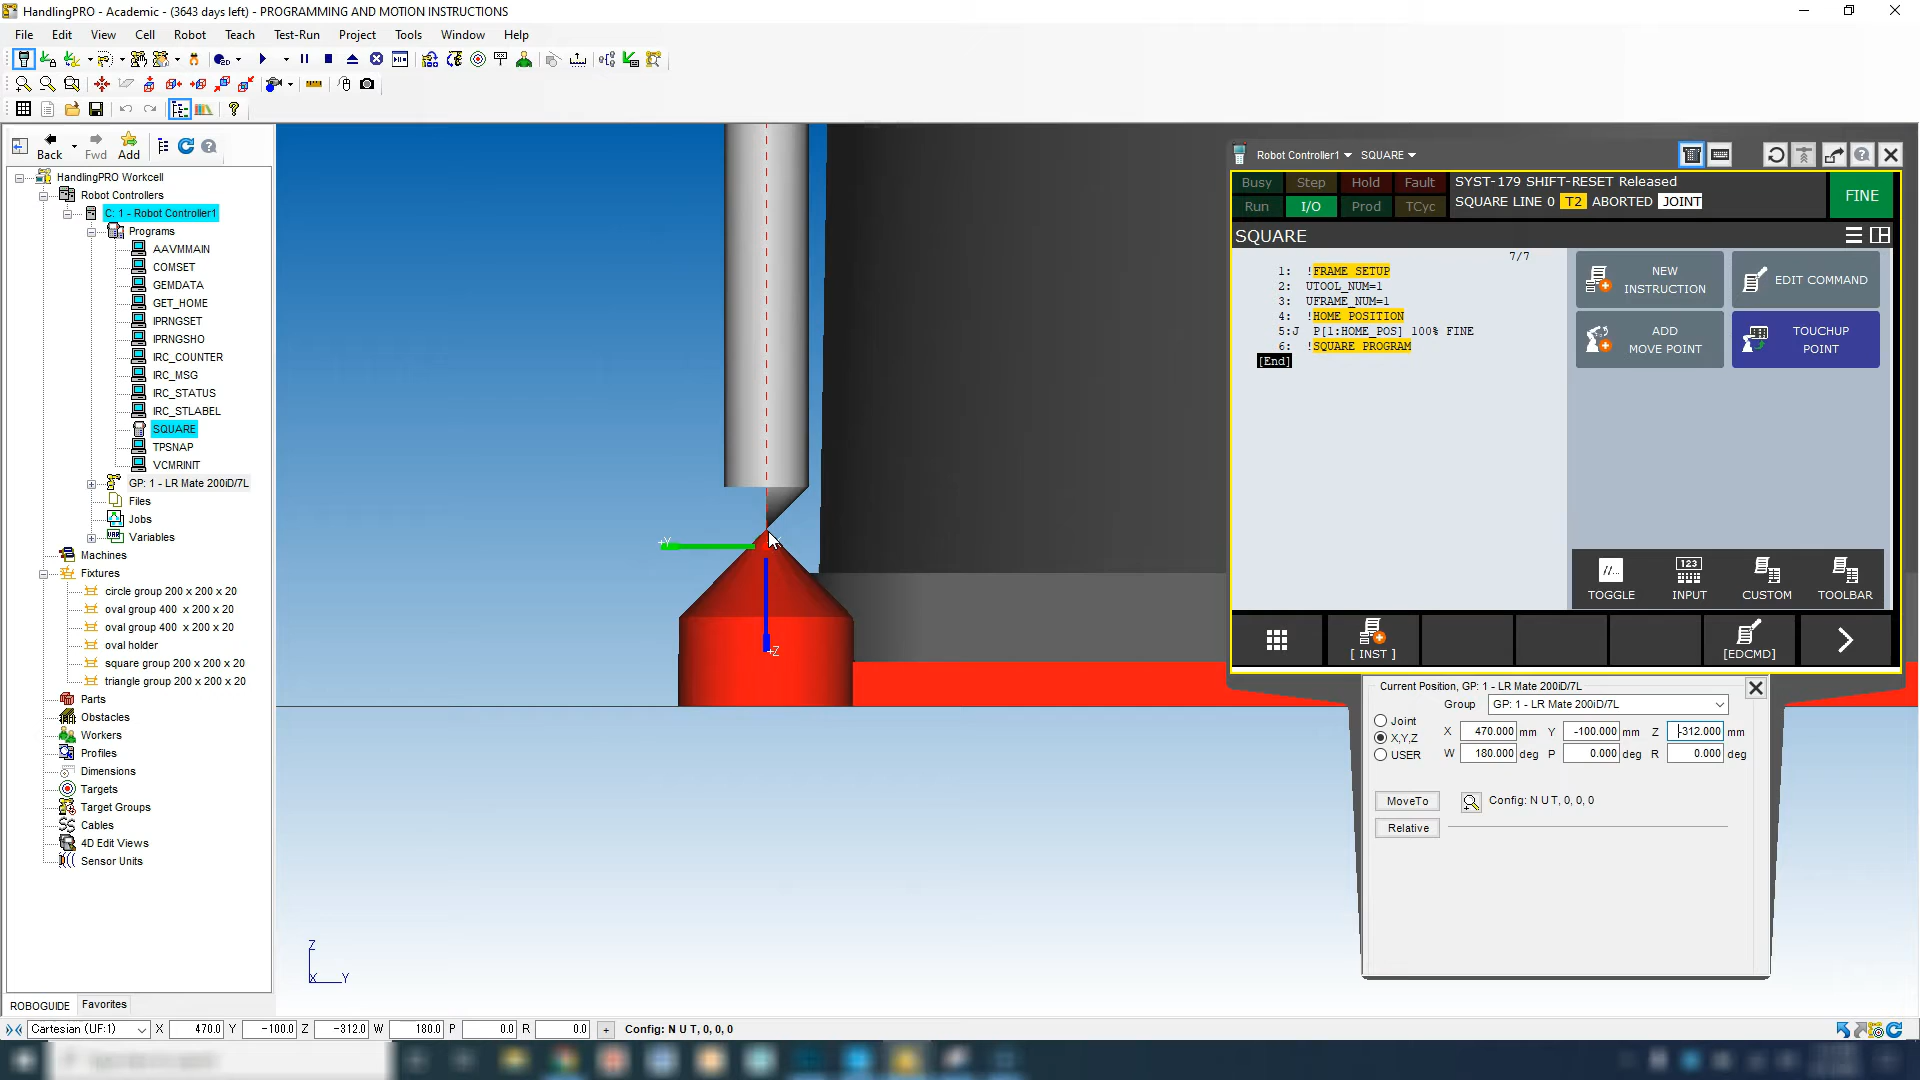 HandlingPRO - Academic - (3643 days left) - PROGRAMMING AND MOTION INSTRUCTIONS
File Edit View Cell Robot Teach Test-Run Project Tools Window Help
Back Fwd Add
HandlingPRO Workcell
Robot Controllers
C: 1 - Robot Controller1
Programs
AAVMMAIN
COMSET
GEMDATA
GET_HOME
IPRNGSET
IPRNGSHO
IRC_COUNTER
IRC_MSG
IRC_STATUS
IRC_STLABEL
SQUARE
TPSNAP
VCMRINIT
GP: 1 - LR Mate 200iD/7L
Files
Jobs
Variables
Machines
Fixtures
circle group 200 x 200 x 20
oval group 400 x 200 x 20
oval group 400 x 200 x 20
oval holder
square group 200 x 200 x 20
triangle group 200 x 200 x 20
Parts
Obstacles
Workers
Profiles
Dimensions
Targets
Target Groups
Cables
4D Edit Views
Sensor Units
ROBOGUIDE Favorites
+Y
+Z
Z
X Y
Robot Controller1 SQUARE
Busy Step Hold Fault
Run I/O Prod TCyc
SYST-179 SHIFT-RESET Released
SQUARE LINE 0 T2 ABORTED JOINT
FINE
SQUARE
7/7
1: !FRAME SETUP
2: UTOOL_NUM=1
3: UFRAME_NUM=1
4: !HOME POSITION
5:J P[1:HOME_POS] 100% FINE
6: !SQUARE PROGRAM
[End]
NEW INSTRUCTION
EDIT COMMAND
ADD MOVE POINT
TOUCHUP POINT
//... 123
TOGGLE INPUT CUSTOM TOOLBAR
[ INST ] [EDCMD]
Current Position, GP: 1 - LR Mate 200iD/7L
Group GP: 1 - LR Mate 200iD/7L
Joint
X,Y,Z
USER
X 470.000 mm Y -100.000 mm Z -312.000 mm
W 180.000 deg P 0.000 deg R 0.000 deg
MoveTo
Config: N U T, 0, 0, 0
Relative
Cartesian (UF:1) X 470.0 Y -100.0 Z -312.0 W 180.0 P 0.0 R 0.0 + Config: N U T, 0, 0, 0